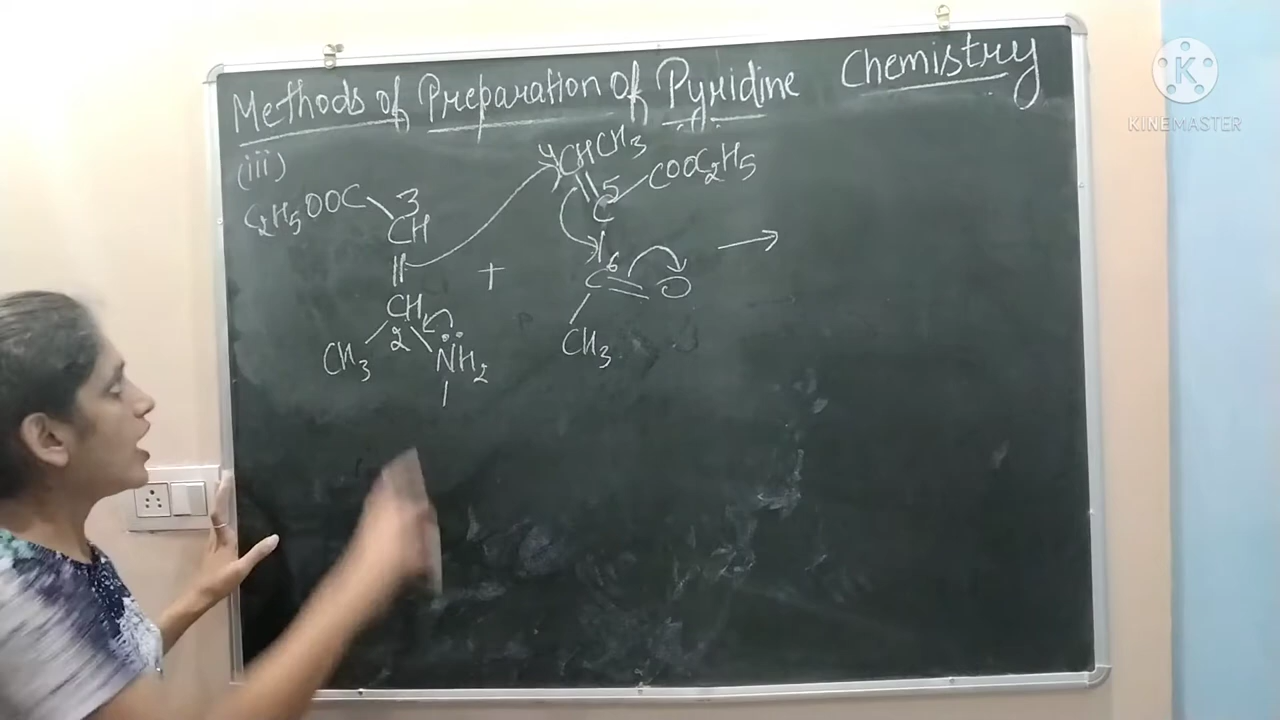 Methods of Preparation of Pyridine Chemistry
(iii)
4 CHCH3
C2H5OOC 3 5 COOC2H5
CH C
+ 6
CH C O
CH3 2 NH2 CH3
1
KINEMASTER